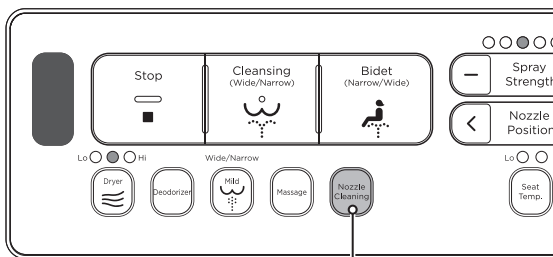 Stop
Cleansing
(Wide/Narrow)
Bidet
(Narrow/Wide)
Spray
Strength
Nozzle
Position
Lo Hi
Wide/Narrow
Lo
Dryer
Deodorizer
Mild
Massage
Nozzle
Cleaning
Seat
Temp.